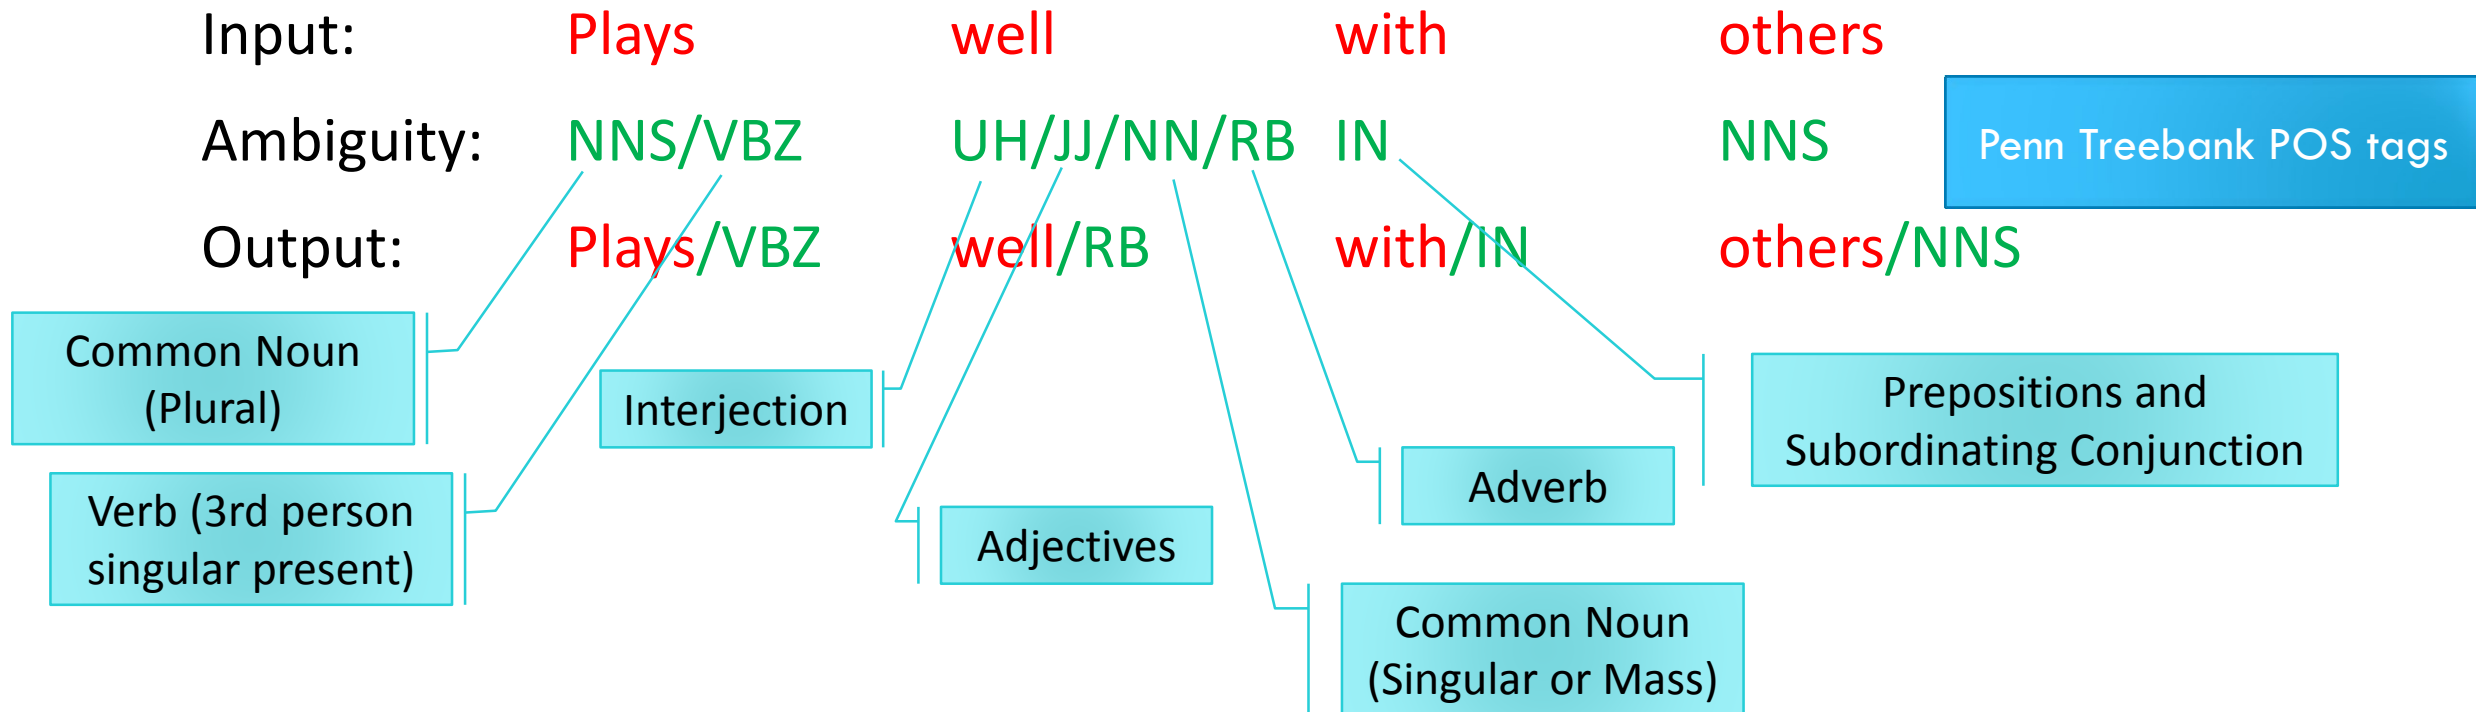 Input: Plays well with others
Ambiguity: NNS/VBZ UH/JJ/NN/RB IN NNS
Penn Treebank POS tags
Output: Plays/VBZ well/RB with/IN others/NNS
Common Noun
(Plural)
Interjection
Prepositions and
Subordinating Conjunction
Verb (3rd person
singular present)
Adjectives
Adverb
Common Noun
(Singular or Mass)